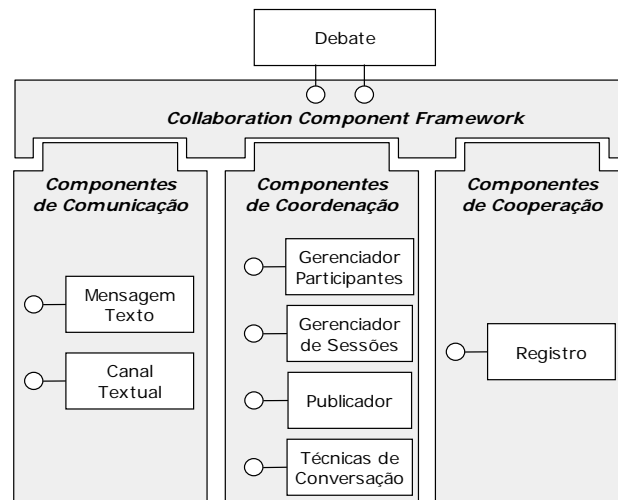 Debate
Collaboration Component Framework
Componentes
de Comunicação
Mensagem
Texto
Canal
Textual
Componentes
de Coordenação
Gerenciador
Participantes
Gerenciador
de Sessões
Publicador
Técnicas de
Conversação
Componentes
de Cooperação
Registro